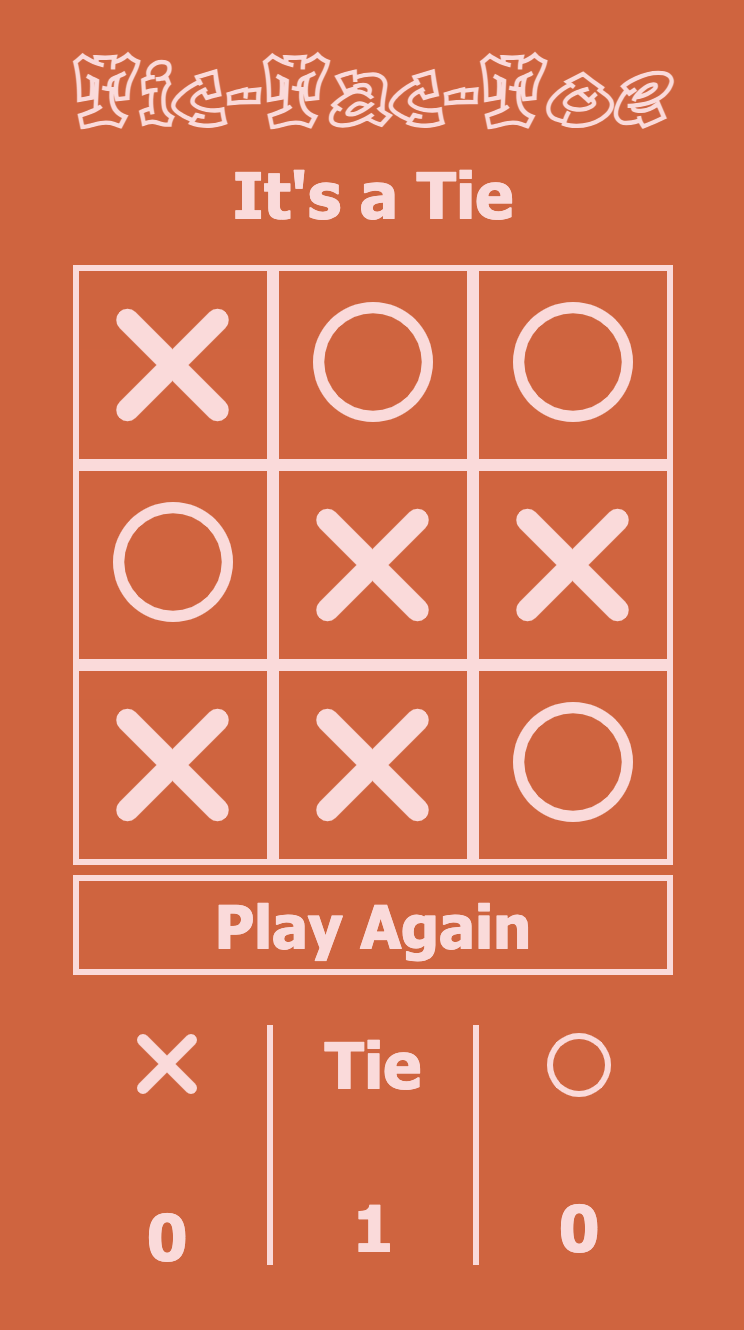 Tic-Tac-Toe
It's a Tie
X O O
O X X
X X O
Play Again
X Tie O
0 1 0